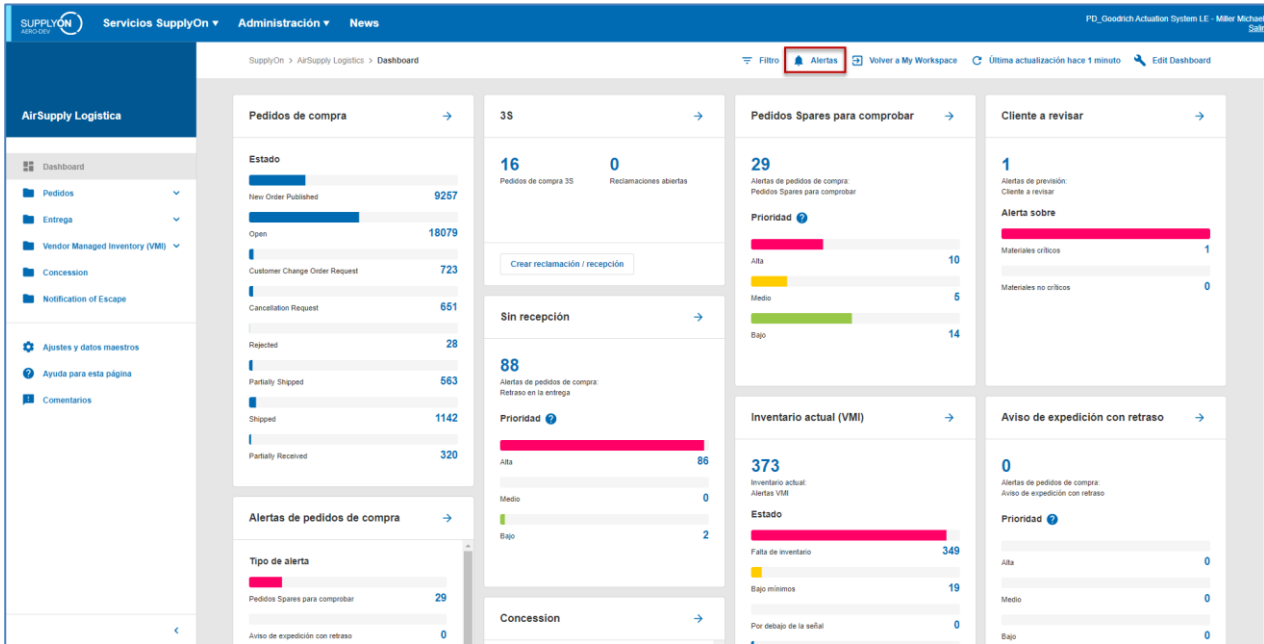 SUPPLYON
AERO-DEV
Servicios SupplyOn
Administración
News
PD_Goodrich Actuation System LE - Miller Michael
Salir
SupplyOn > AirSupply Logistics > Dashboard
Filtro
Alertas
Volver a My Workspace
Última actualización hace 1 minuto
Edit Dashboard
AirSupply Logistica
Dashboard
Pedidos
Entrega
Vendor Managed Inventory (VMI)
Concession
Notification of Escape
Ajustes y datos maestros
Ayuda para esta página
Comentarios
Pedidos de compra
Estado
New Order Published 9257
Open 18079
Customer Change Order Request 723
Cancellation Request 651
Rejected 28
Partially Shipped 563
Shipped 1142
Partially Received 320
Alertas de pedidos de compra
Tipo de alerta
Pedidos Spares para comprobar 29
Aviso de expedición con retraso 0
3S
16 0
Pedidos de compra 3S Reclamaciones abiertas
Crear reclamación / recepción
Sin recepción
88
Alertas de pedidos de compra:
Retraso en la entrega
Prioridad
Alta 86
Medio 0
Bajo 2
Concession
Pedidos Spares para comprobar
29
Alertas de pedidos de compra:
Pedidos Spares para comprobar
Prioridad
Alta 10
Medio 5
Bajo 14
Inventario actual (VMI)
373
Inventario actual:
Alertas VMI
Estado
Falta de inventario 349
Bajo mínimos 19
Por debajo de la señal 0
Cliente a revisar
1
Alertas de previsión:
Cliente a revisar
Alerta sobre
Materiales críticos 1
Materiales no críticos 0
Aviso de expedición con retraso
0
Alertas de pedidos de compra:
Aviso de expedición con retraso
Prioridad
Alta 0
Medio 0
Bajo 0